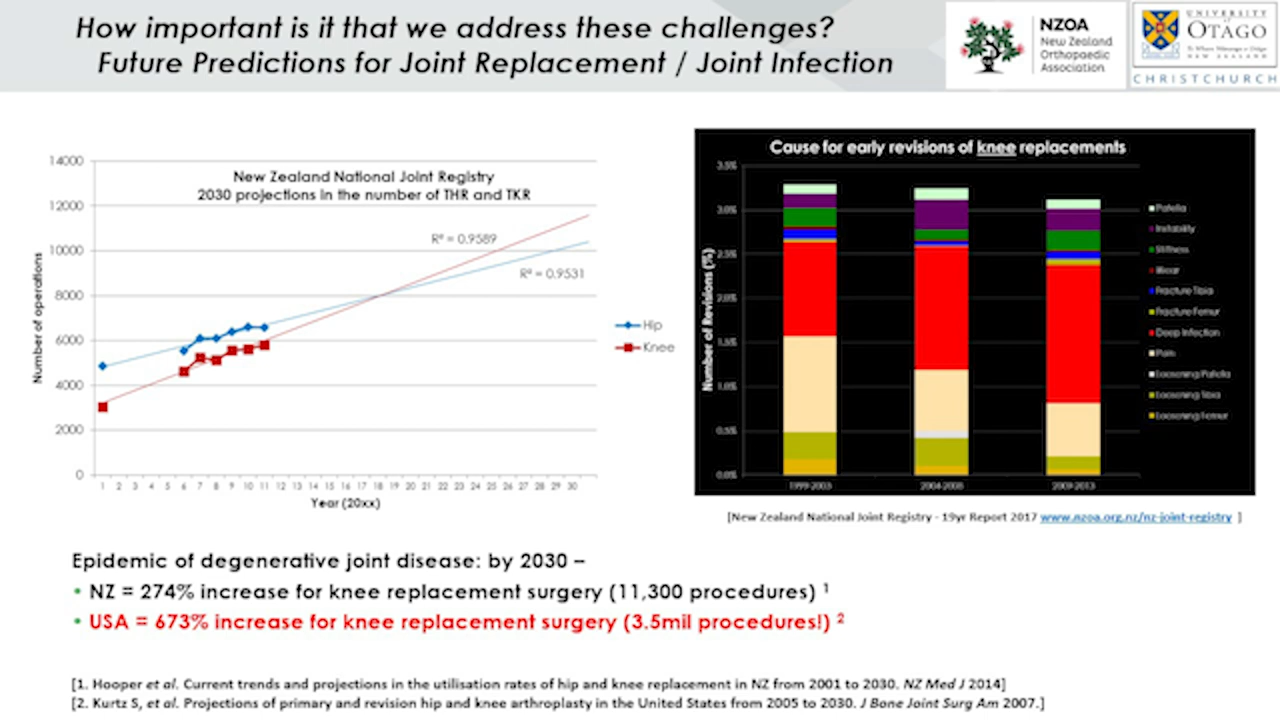 How important is it that we address these challenges?
Future Predictions for Joint Replacement / Joint Infection
NZOA
New Zealand
Orthopaedic
Association
UNIVERSITY
of
OTAGO
NEW ZEALAND
CHRISTCHURCH
New Zealand National Joint Registry
2030 projections in the number of THR and TKR
14000
12000
10000
8000
6000
4000
2000
0
Number of operations
R² = 0.9589
R² = 0.9531
Hip
Knee
1 2 3 4 5 6 7 8 9 10 11 12 13 14 15 16 17 18 19 20 21 22 23 24 25 26 27 28 29 30
Year (20xx)
Cause for early revisions of knee replacements
3.5%
3.0%
2.5%
2.0%
1.5%
1.0%
0.5%
0.0%
Number of Revisions (%)
1999-2003 2004-2008 2009-2013
Patella
Instability
Stiffness
Wear
Fracture Tibia
Fracture Femur
Deep Infection
Pain
Loosening Patella
Loosening Tibia
Loosening Femur
[New Zealand National Joint Registry - 19yr Report 2017 www.nzoa.org.nz/nz-joint-registry ]
Epidemic of degenerative joint disease: by 2030 –
• NZ = 274% increase for knee replacement surgery (11,300 procedures) ¹
• USA = 673% increase for knee replacement surgery (3.5mil procedures!) ²
[1. Hooper et al. Current trends and projections in the utilisation rates of hip and knee replacement in NZ from 2001 to 2030. NZ Med J 2014]
[2. Kurtz S, et al. Projections of primary and revision hip and knee arthroplasty in the United States from 2005 to 2030. J Bone Joint Surg Am 2007.]